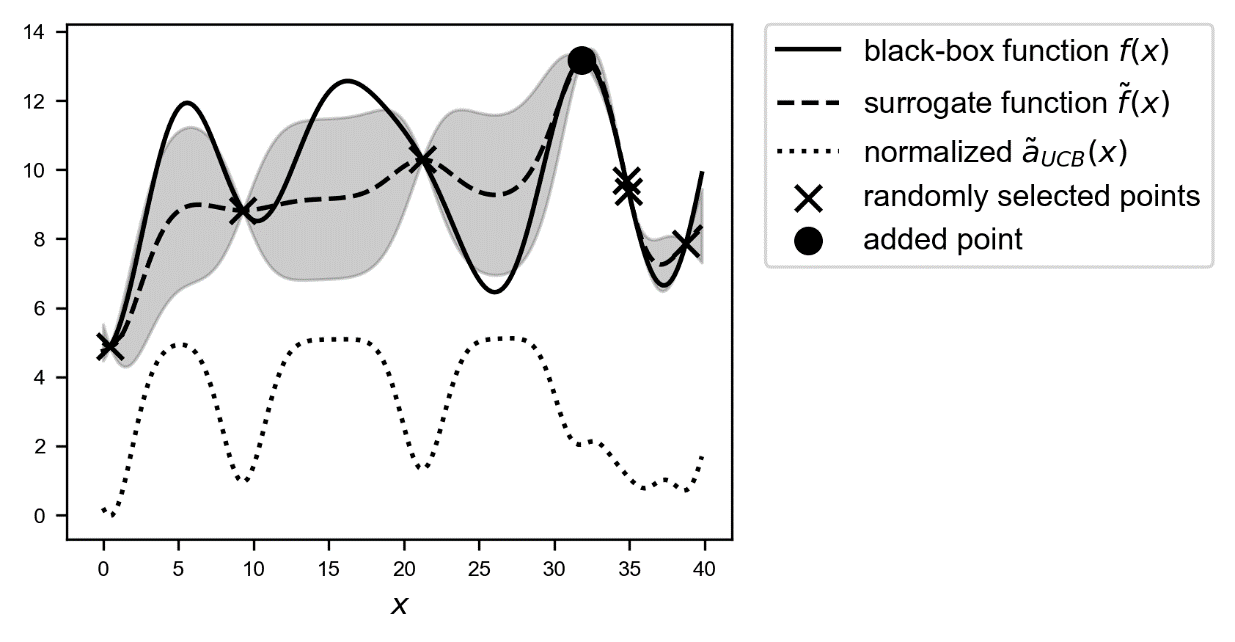 14
12
10
8
6
4
2
0
0 5 10 15 20 25 30 35 40
x
black-box function f(x)
surrogate function f̃(x)
normalized ã_UCB(x)
randomly selected points
added point